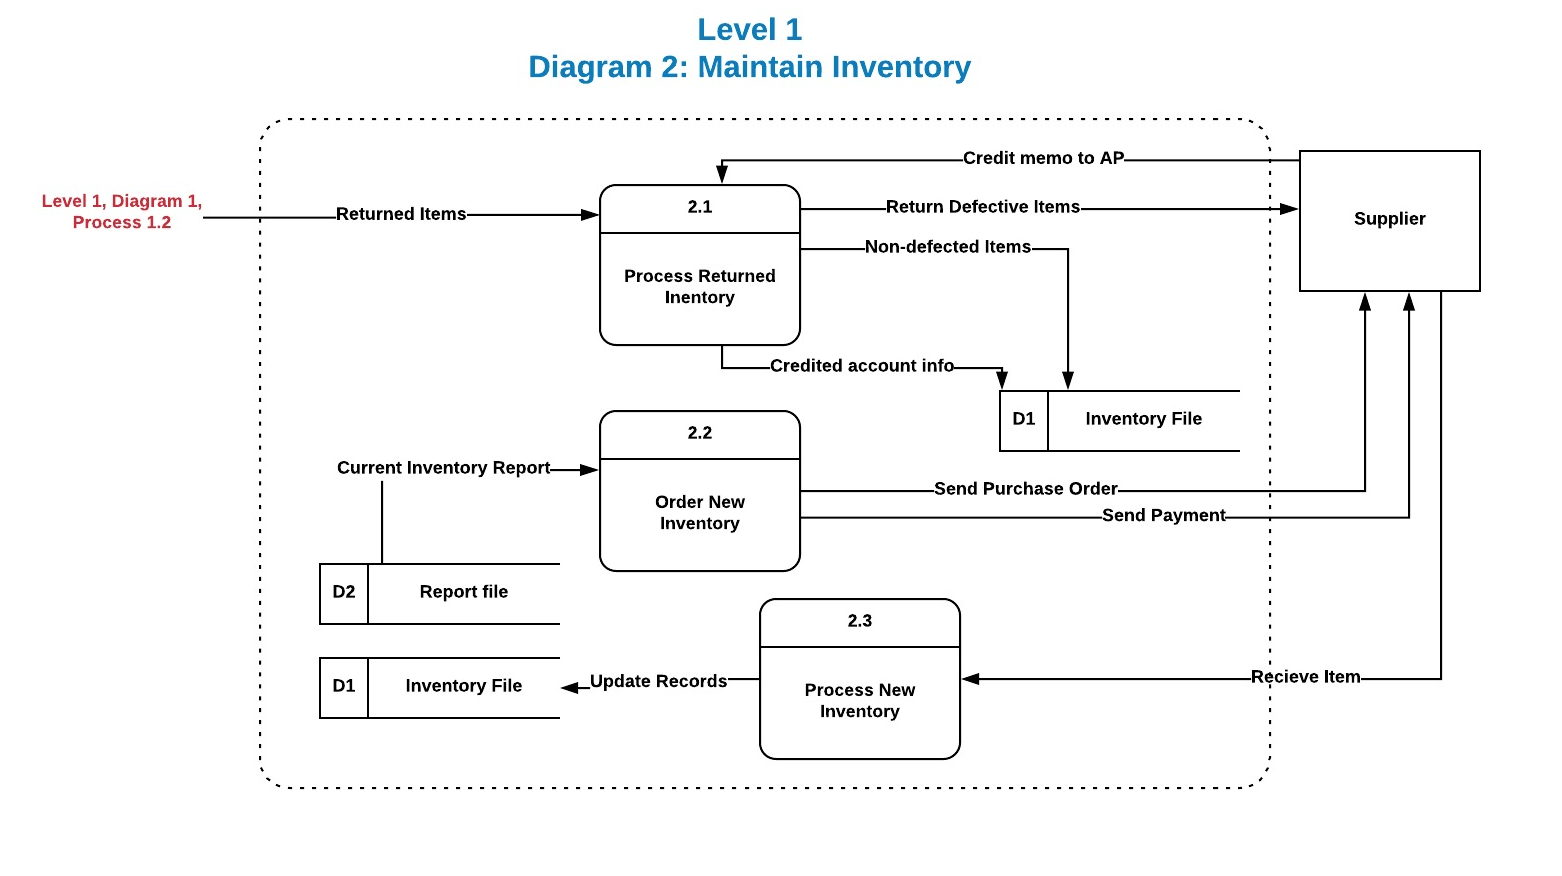 Level 1
Diagram 2: Maintain Inventory
Credit memo to AP
Level 1, Diagram 1,
Process 1.2
Returned Items
2.1
Process Returned
Inentory
Return Defective Items
Supplier
Non-defected Items
Credited account info
D1
Inventory File
2.2
Order New
Inventory
Current Inventory Report
Send Purchase Order
Send Payment
D2
Report file
2.3
Process New
Inventory
D1
Inventory File
Update Records
Recieve Item